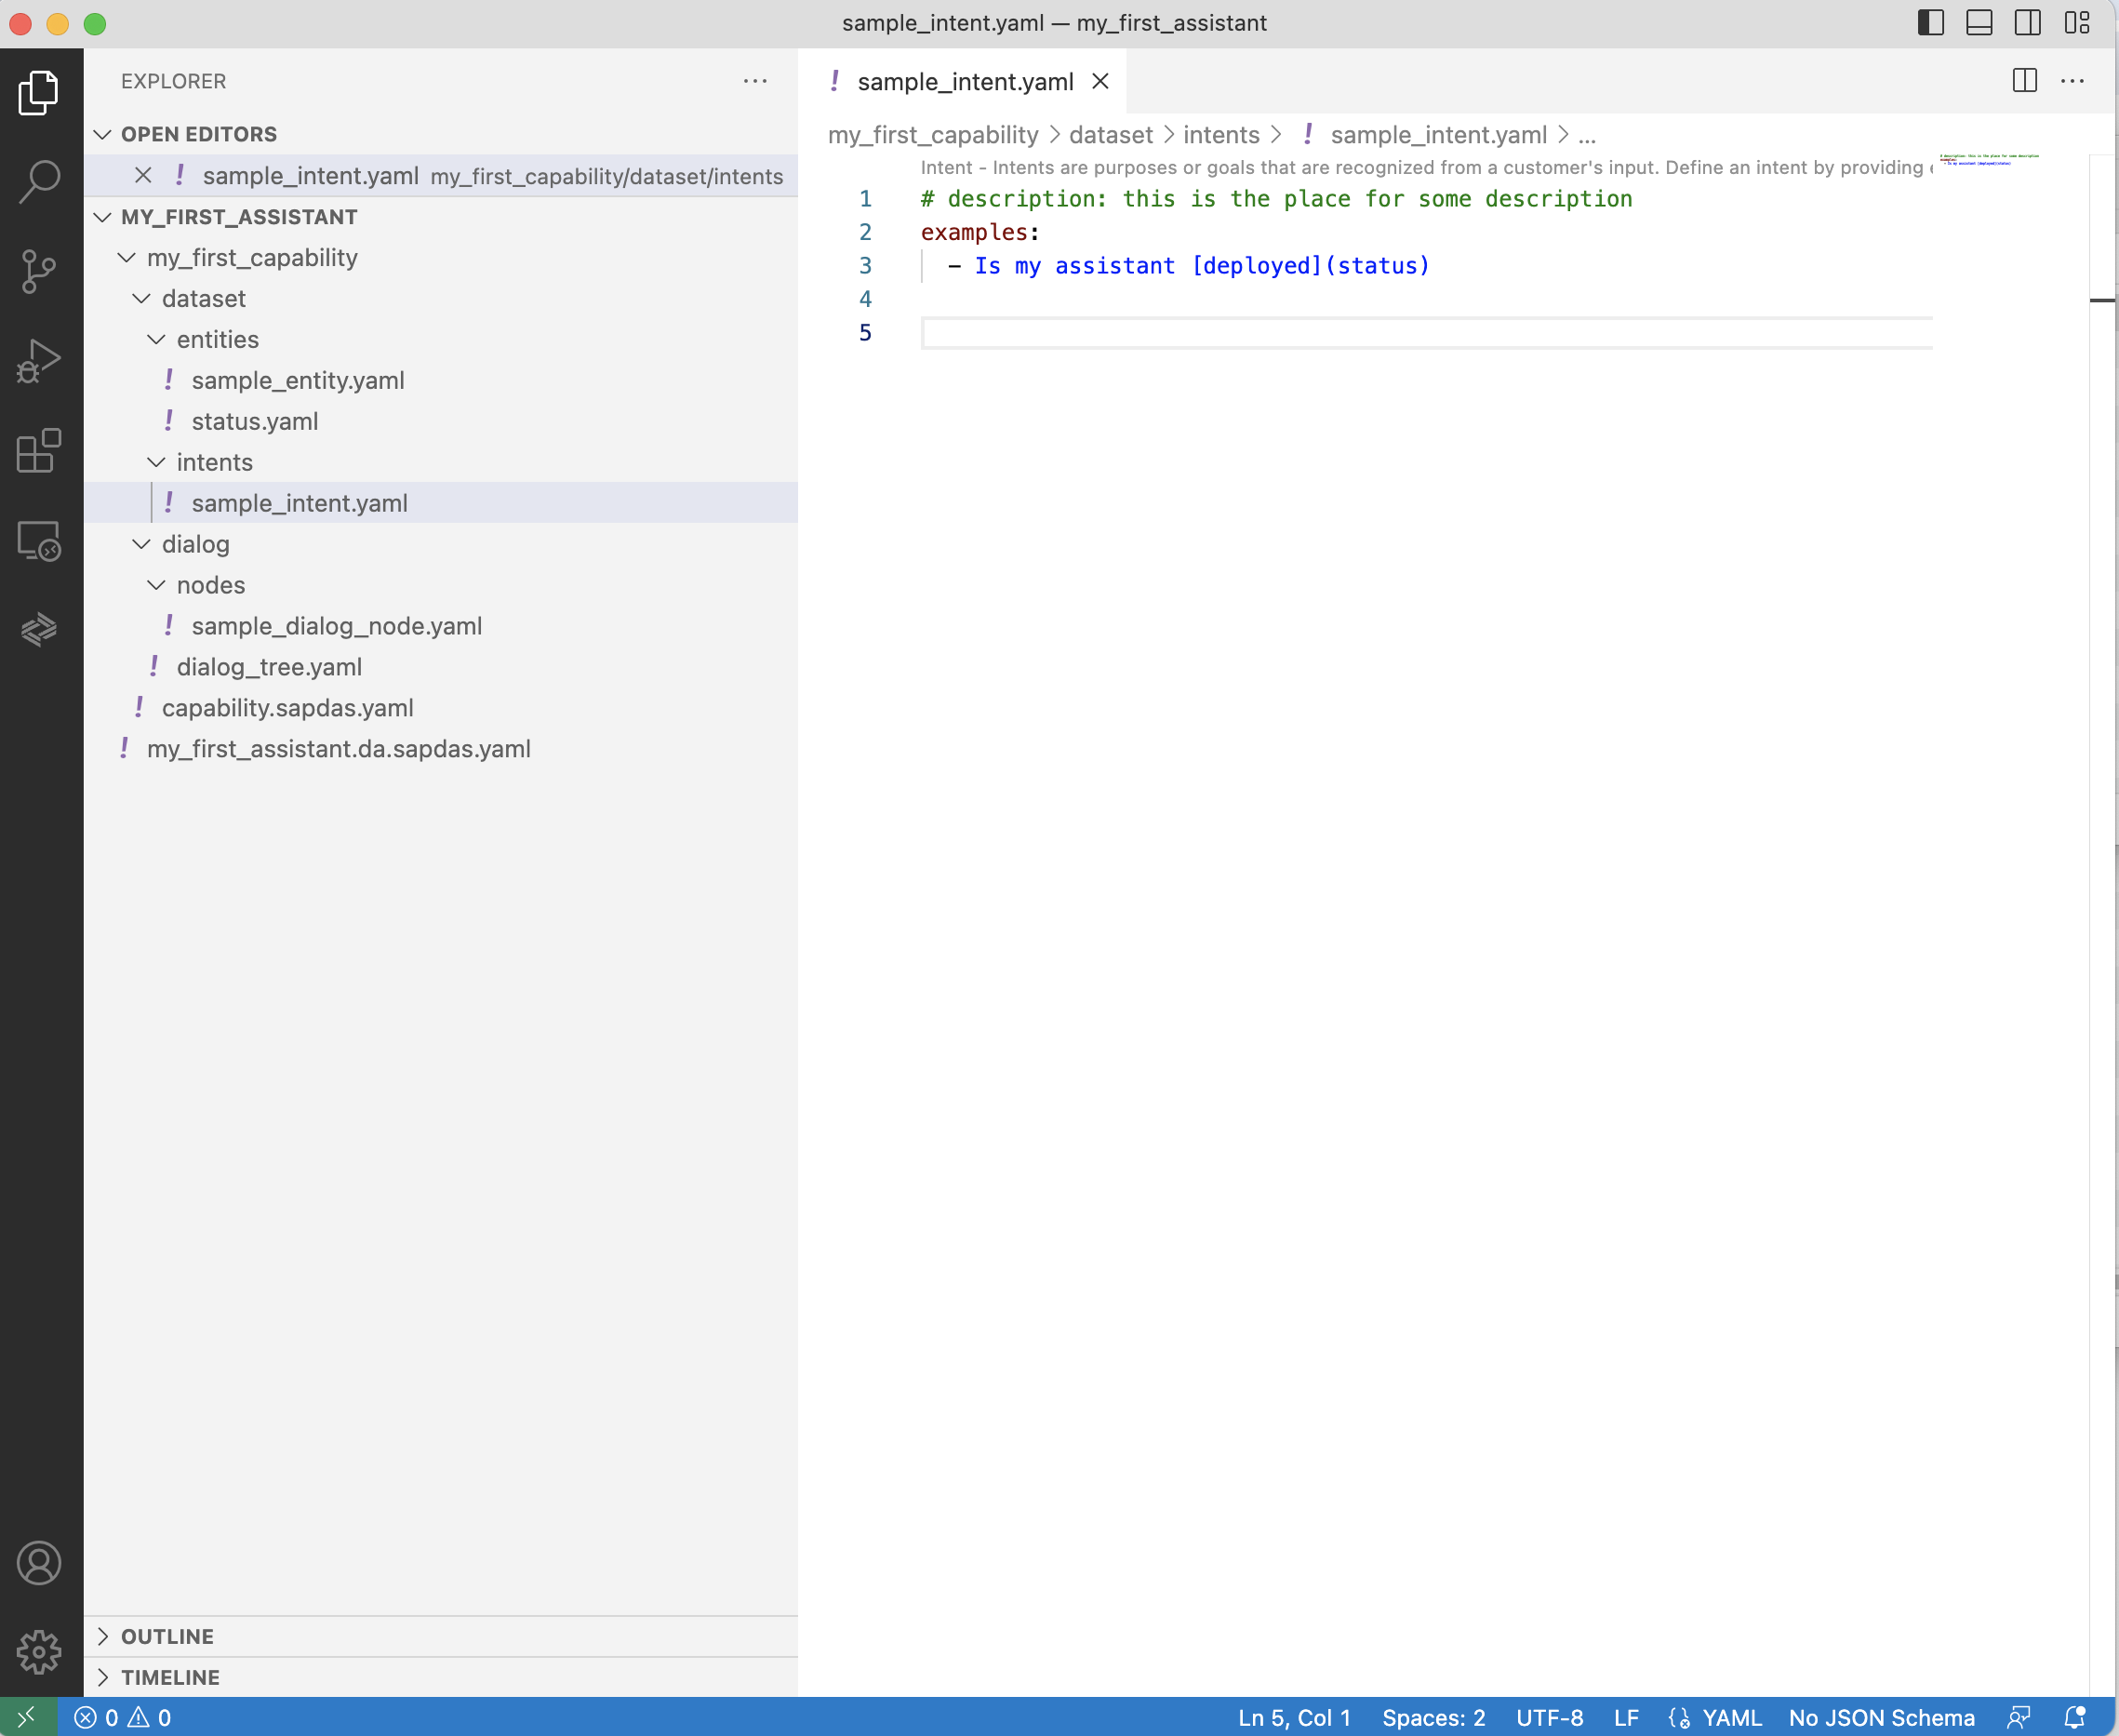 sample_intent.yaml — my_first_assistant
EXPLORER
OPEN EDITORS
sample_intent.yaml my_first_capability/dataset/intents
MY_FIRST_ASSISTANT
my_first_capability
dataset
entities
sample_entity.yaml
status.yaml
intents
sample_intent.yaml
dialog
nodes
sample_dialog_node.yaml
dialog_tree.yaml
capability.sapdas.yaml
my_first_assistant.da.sapdas.yaml
OUTLINE
TIMELINE
sample_intent.yaml
my_first_capability > dataset > intents > ! sample_intent.yaml > ...
Intent - Intents are purposes or goals that are recognized from a customer's input. Define an intent by providing
1 # description: this is the place for some description
2 examples:
3 - Is my assistant [deployed](status)
4
5
0 0 Ln 5, Col 1 Spaces: 2 UTF-8 LF YAML No JSON Schema